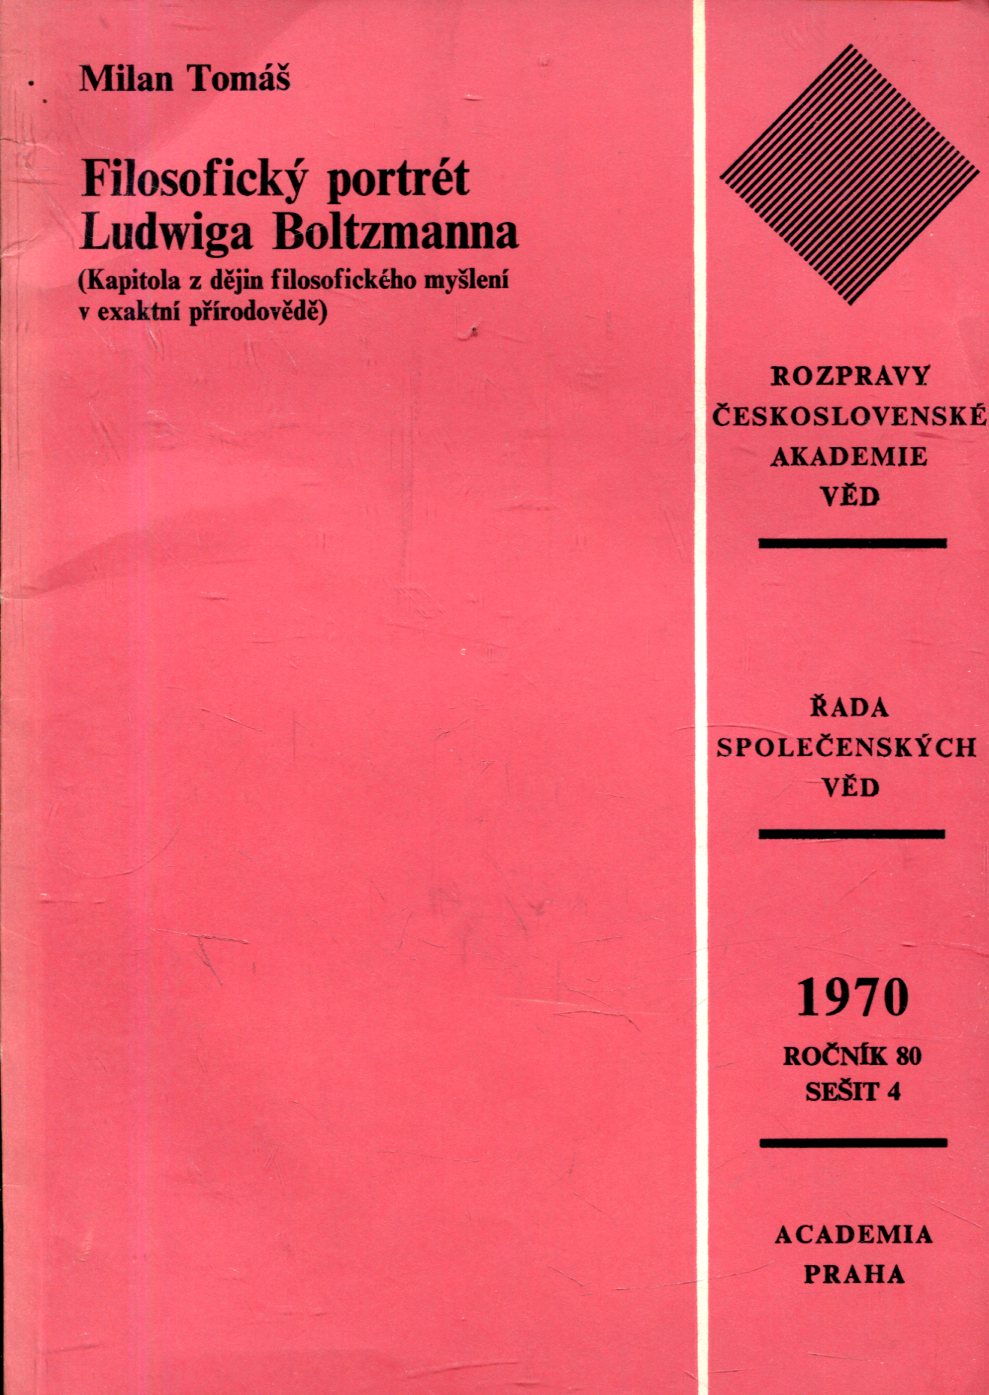 Milan Tomáš
Filosofický portrét
Ludwiga Boltzmanna
(Kapitola z dějin filosofického myšlení
v exaktní přírodovědě)
ROZPRAVY
ČESKOSLOVENSKÉ
AKADEMIE
VĚD
ŘADA
SPOLEČENSKÝCH
VĚD
1970
ROČNÍK 80
SEŠIT 4
ACADEMIA
PRAHA